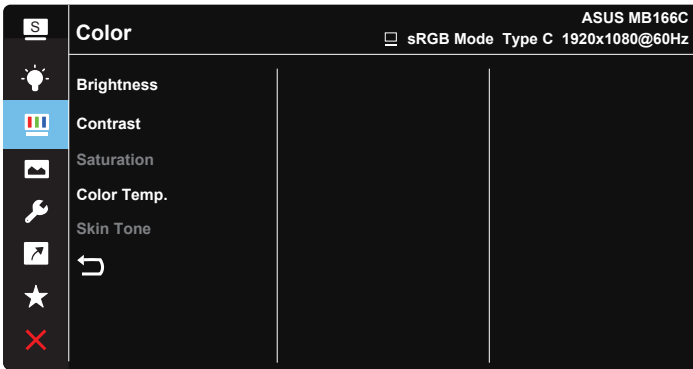 S
ASUS MB166C
Color
sRGB Mode Type C 1920x1080@60Hz
Brightness
Contrast
Saturation
Color Temp.
Skin Tone